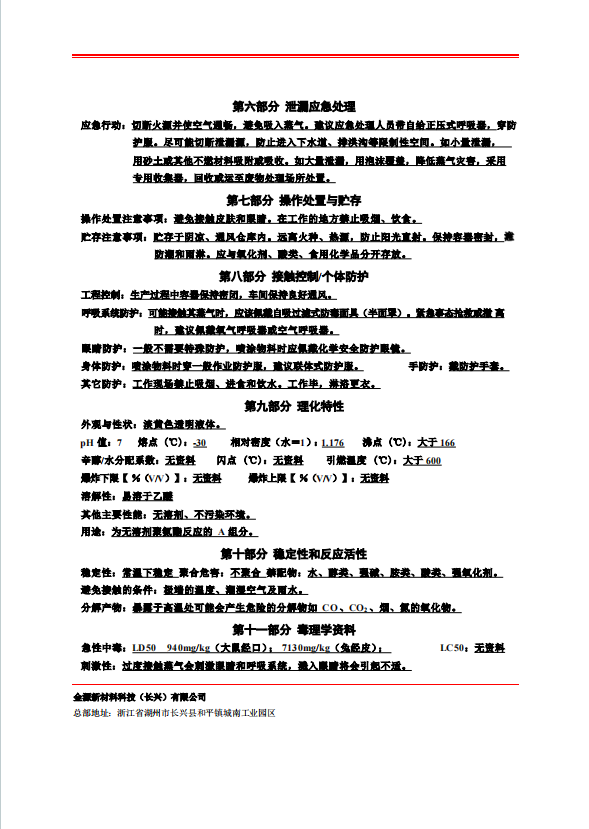 第六部分 泄漏应急处理
应急行动：切断火源并使空气通畅，避免吸入蒸气。建议应急处理人员带自给正压式呼吸器，穿防
护服。尽可能切断泄漏源，防止进入下水道、排洪沟等限制性空间。如小量泄漏，
用砂土或其他不燃材料吸附或吸收。如大量泄漏，用泡沫覆盖，降低蒸气灾害，采用
专用收集器，回收或运至废物处理场所处置。
第七部分 操作处置与贮存
操作处置注意事项：避免接触皮肤和眼睛。在工作的地方禁止吸烟、饮食。
贮存注意事项：贮存于阴凉、通风仓库内。远离火种、热源，防止阳光直射。保持容器密封，
防潮和雨淋。应与氧化剂、酸类、食用化学品分开存放。
第八部分 接触控制/个体防护
工程控制：生产过程中容器保持密闭，车间保持良好通风。
呼吸系统防护：可能接触其蒸气时，应该佩戴自吸过滤式防毒面具（半面罩）。紧急事态抢救或撤离
时，建议佩戴氧气呼吸器或空气呼吸器。
眼睛防护：一般不需要特殊防护，喷涂物料时应佩戴化学安全防护眼镜。
身体防护：喷涂物料时穿一般作业防护服，建议联体式防护服。 手防护：戴防护手套。
其它防护：工作现场禁止吸烟、进食和饮水。工作毕，淋浴更衣。
第九部分 理化特性
外观与性状：淡黄色透明液体。
pH 值：7 熔点（℃）：-30 相对密度（水＝1）：1.176 沸点（℃）：大于 166
辛醇/水分配系数：无资料 闪点（℃）：无资料 引燃温度（℃）：大于 600
爆炸下限【 %（V/V）】：无资料 爆炸上限【 %（V/V）】：无资料
溶解性：易溶于乙醚
其他主要性能：无溶剂、不污染环境。
用途：为无溶剂聚氨酯反应的 A 组分。
第十部分 稳定性和反应活性
稳定性：常温下稳定 聚合危害：不聚合 禁配物：水、醇类、强碱、胺类、酸类、强氧化剂。
避免接触的条件：极端的温度、潮湿空气及雨水。
分解产物：暴露于高温处可能会产生危险的分解物如 CO、CO₂、烟、氮的氧化物。
第十一部分 毒理学资料
急性中毒：LD50 940mg/kg（大鼠经口）；7130mg/kg（兔经皮）； LC50：无资料
刺激性：过度接触蒸气会刺激眼睛和呼吸系统，溅入眼睛将会引起不适。
金源新材料科技（长兴）有限公司
总部地址：浙江省湖州市长兴县和平镇城南工业园区